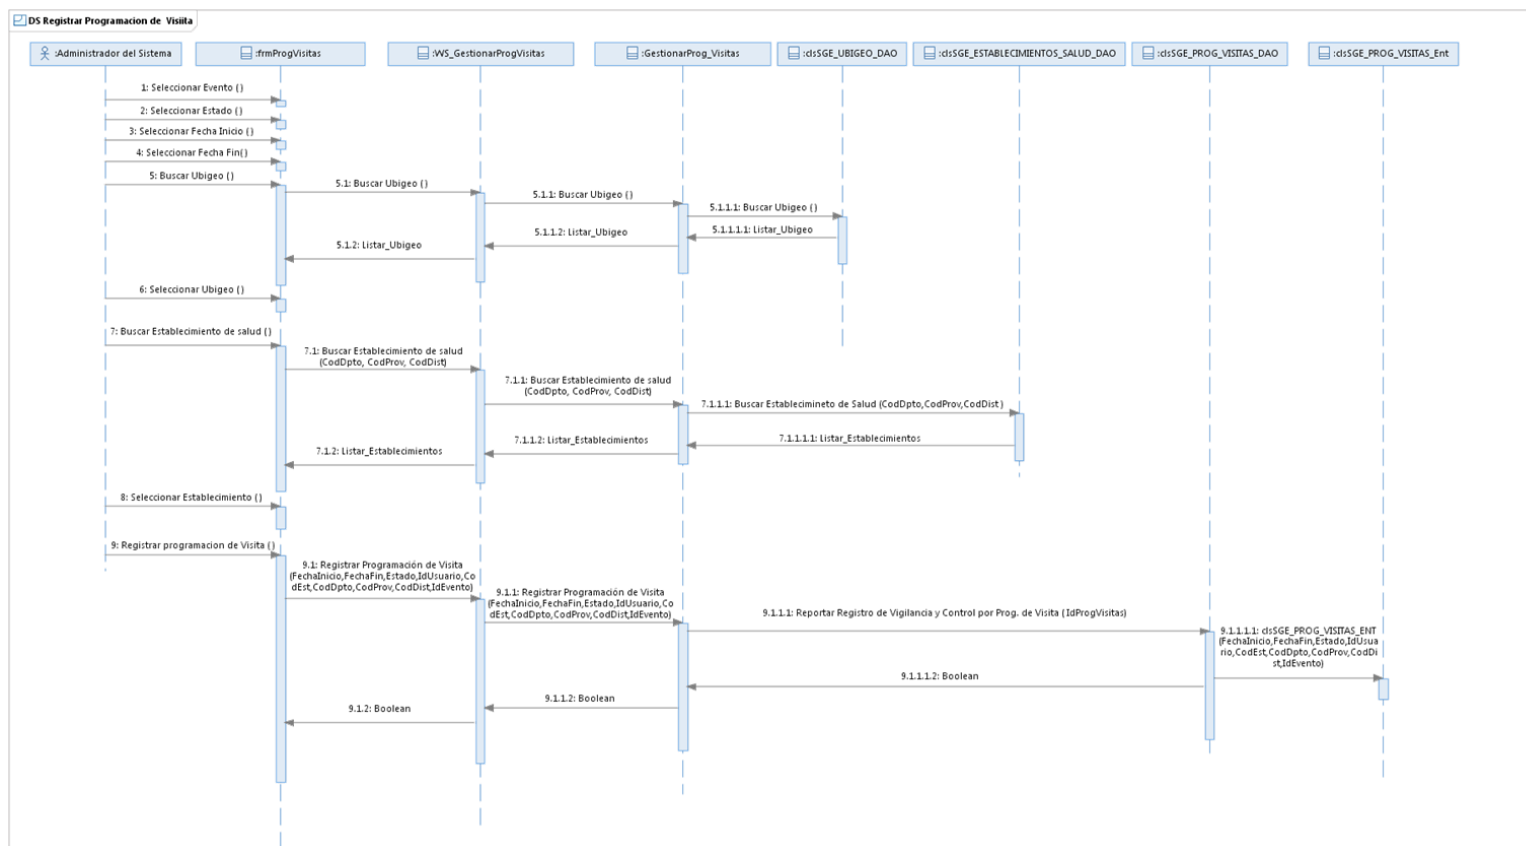 DS Registrar Programacion de Visiita
:Administrador del Sistema
:frmProgVisitas
:WS_GestionarProgVisitas
:GestionarProg_Visitas
:clsSGE_UBIGEO_DAO
:clsSGE_ESTABLECIMIENTOS_SALUD_DAO
:clsSGE_PROG_VISITAS_DAO
:clsSGE_PROG_VISITAS_Ent
1: Seleccionar Evento ()
2: Seleccionar Estado ()
3: Seleccionar Fecha Inicio ()
4: Seleccionar Fecha Fin()
5: Buscar Ubigeo ()
5.1: Buscar Ubigeo ()
5.1.1: Buscar Ubigeo ()
5.1.1.1: Buscar Ubigeo ()
5.1.1.1.1: Listar_Ubigeo
5.1.1.2: Listar_Ubigeo
5.1.2: Listar_Ubigeo
6: Seleccionar Ubigeo ()
7: Buscar Establecimiento de salud ()
7.1: Buscar Establecimiento de salud
(CodDpto, CodProv, CodDist)
7.1.1: Buscar Establecimiento de salud
(CodDpto, CodProv, CodDist)
7.1.1.1: Buscar Establecimineto de Salud (CodDpto,CodProv,CodDist )
7.1.1.1.1: Listar_Establecimientos
7.1.1.2: Listar_Establecimientos
7.1.2: Listar_Establecimientos
8: Seleccionar Establecimiento ()
9: Registrar programacion de Visita ()
9.1: Registrar Programación de Visita
(FechaInicio,FechaFin,Estado,IdUsuario,Co
dEst,CodDpto,CodProv,CodDist,IdEvento)
9.1.1: Registrar Programación de Visita
(FechaInicio,FechaFin,Estado,IdUsuario,Co
dEst,CodDpto,CodProv,CodDist,IdEvento)
9.1.1.1: Reportar Registro de Vigilancia y Control por Prog. de Visita ( IdProgVisitas)
9.1.1.1.1: clsSGE_PROG_VISITAS_ENT
(FechaInicio,FechaFin,Estado,IdUsua
rio,CodEst,CodDpto,CodProv,CodDi
st,IdEvento)
9.1.1.1.2: Boolean
9.1.1.2: Boolean
9.1.2: Boolean